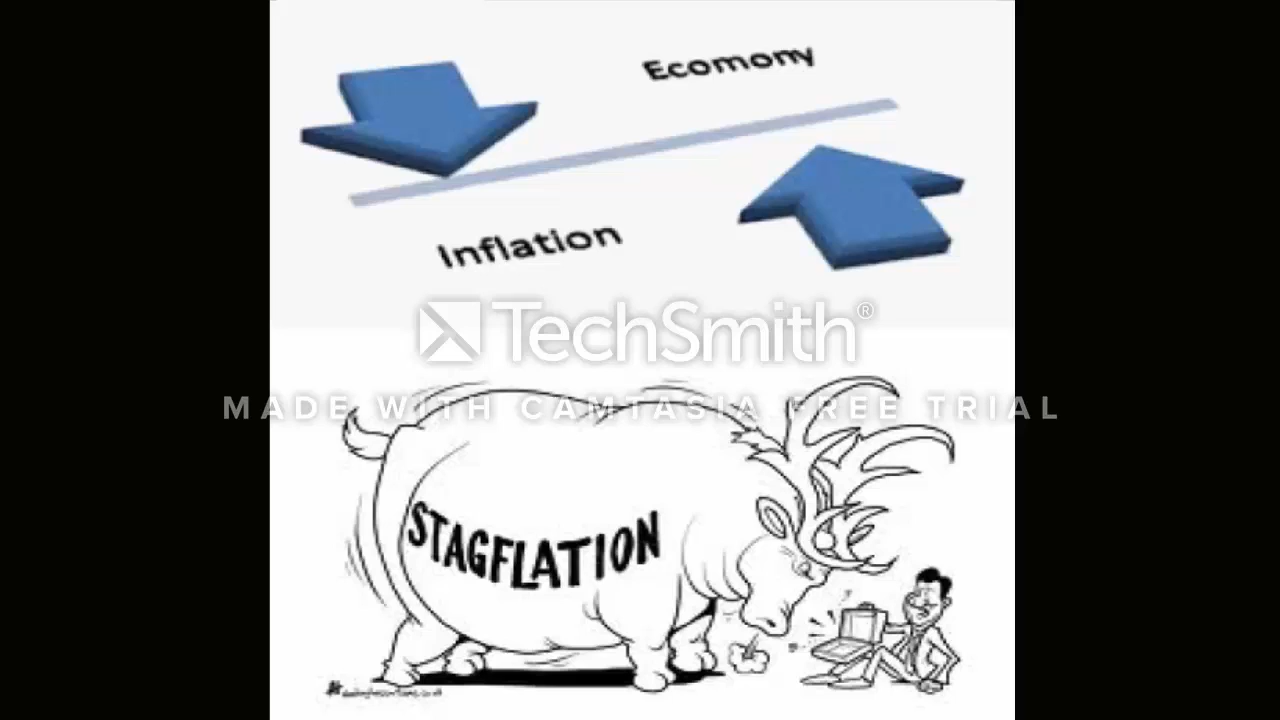 Ecomony
Inflation
TechSmith®
MADE WITH CAMTASIA FREE TRIAL
STAGFLATION